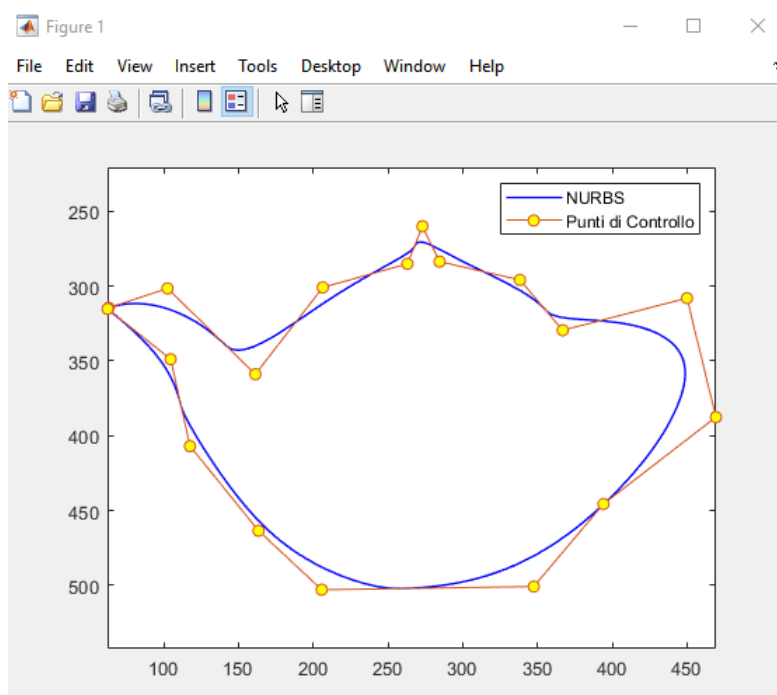 Figure 1
File Edit View Insert Tools Desktop Window Help
NURBS
Punti di Controllo
250
300
350
400
450
500
100 150 200 250 300 350 400 450